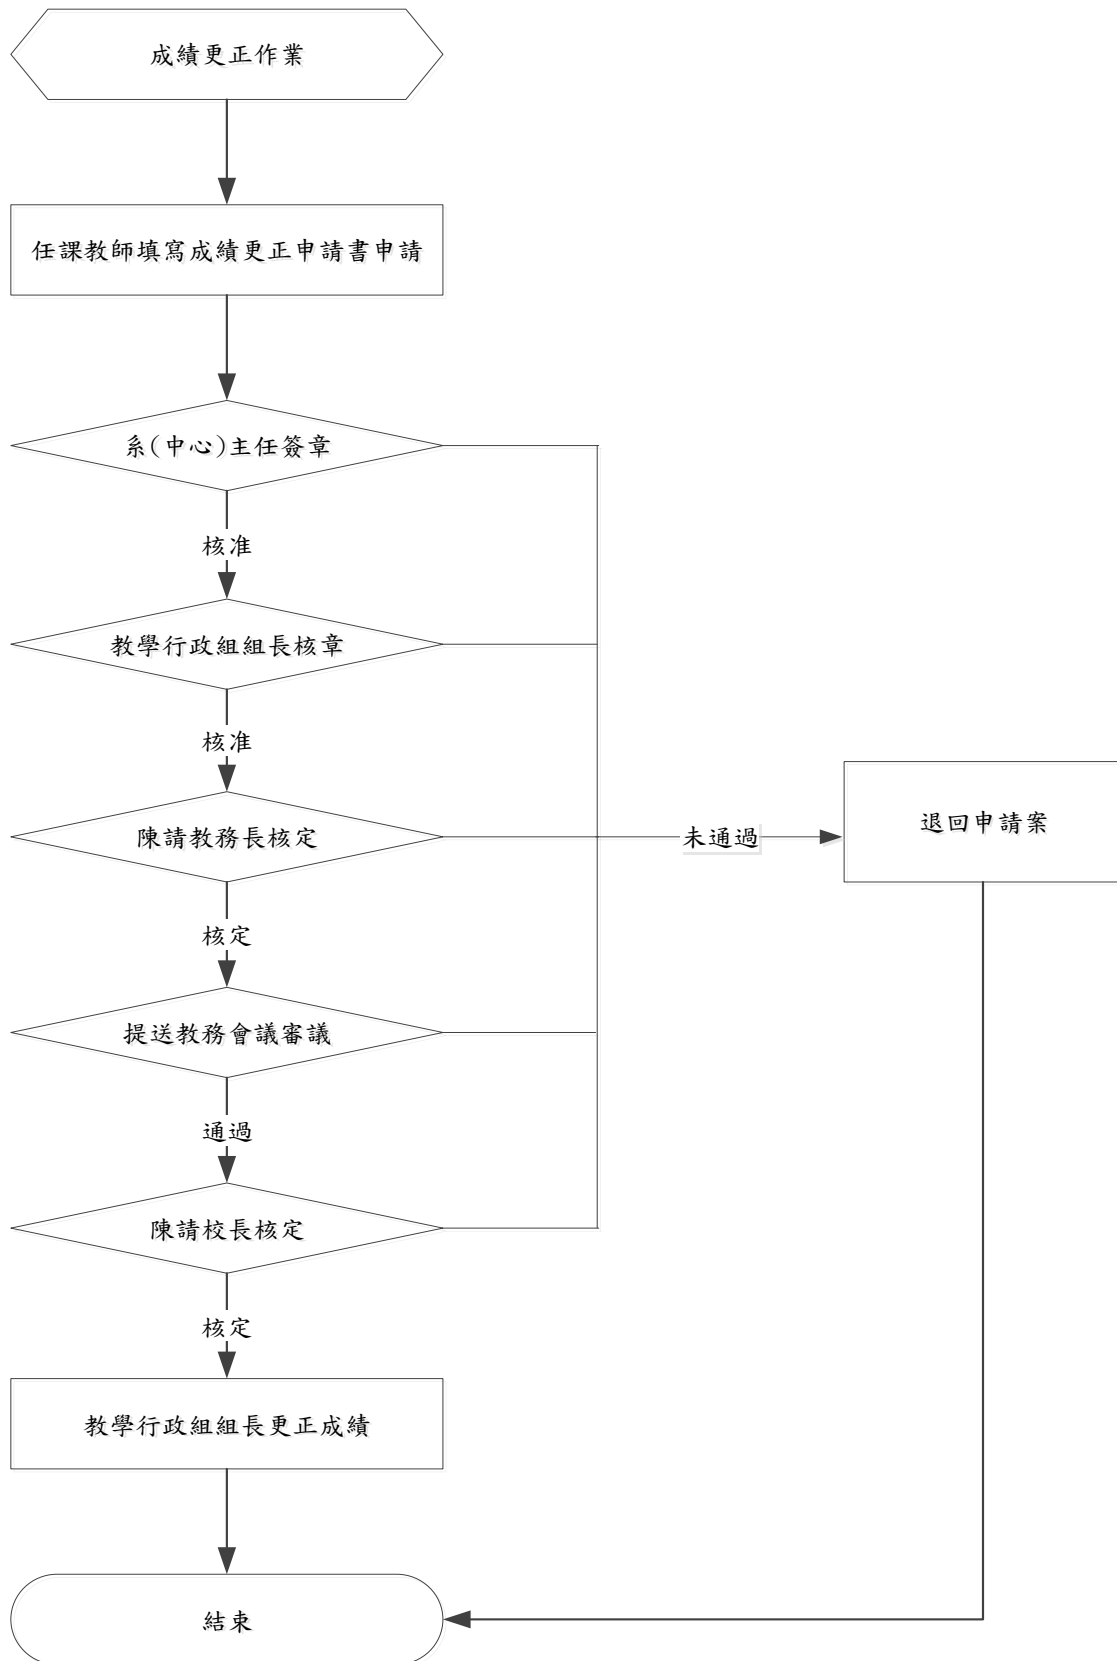 成績更正作業
任課教師填寫成績更正申請書申請
系(中心)主任簽章
核准
教學行政組組長核章
核准
陳請教務長核定
未通過
退回申請案
核定
提送教務會議審議
通過
陳請校長核定
核定
教學行政組組長更正成績
結束